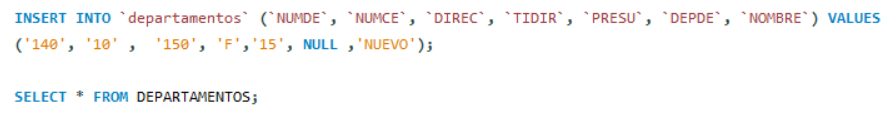 INSERT INTO `departamentos` (`NUMDE`, `NUMCE`, `DIREC`, `TIDIR`, `PRESU`, `DEPDE`, `NOMBRE`) VALUES
('140', '10' , '150', 'F','15', NULL ,'NUEVO');
SELECT * FROM DEPARTAMENTOS;